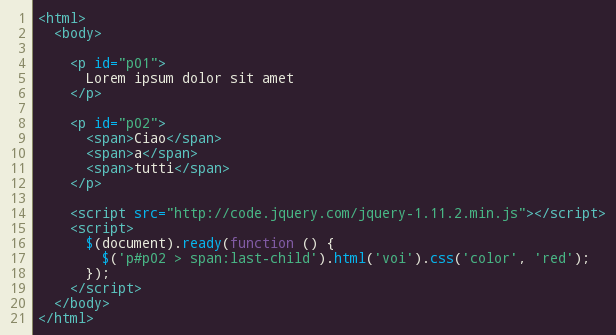 1 <html>
2   <body>
3
4     <p id="p01">
5       Lorem ipsum dolor sit amet
6     </p>
7
8     <p id="p02">
9       <span>Ciao</span>
10       <span>a</span>
11       <span>tutti</span>
12     </p>
13
14     <script src="http://code.jquery.com/jquery-1.11.2.min.js"></script>
15     <script>
16       $(document).ready(function () {
17         $('p#p02 > span:last-child').html('voi').css('color', 'red');
18       });
19     </script>
20   </body>
21 </html>